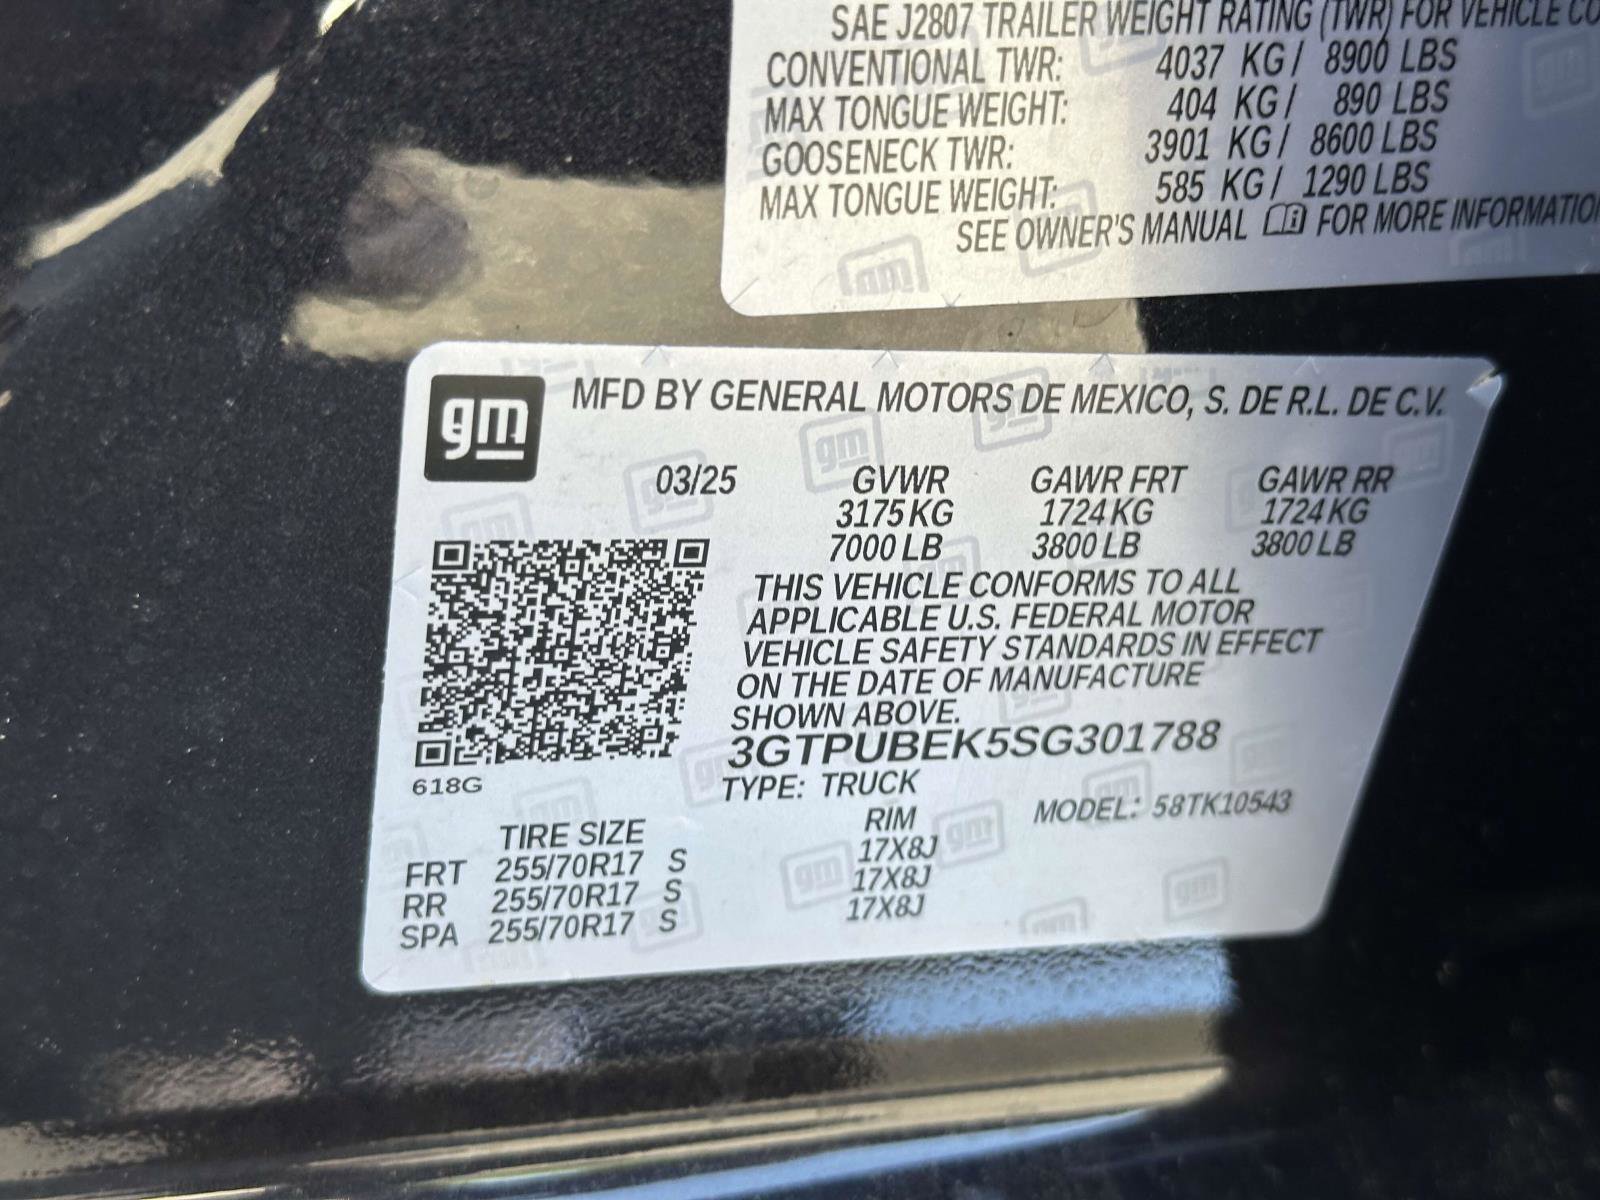 SAE J2807 TRAILER WEIGHT RATING (TWR) FOR VEHICLE
CONVENTIONAL TWR: 4037 KG / 8900 LBS
MAX TONGUE WEIGHT: 404 KG / 890 LBS
GOOSENECK TWR: 3901 KG / 8600 LBS
MAX TONGUE WEIGHT: 585 KG / 1290 LBS
SEE OWNER'S MANUAL FOR MORE INFORMATIO
gm MFD BY GENERAL MOTORS DE MEXICO, S. DE R.L. DE C.V.
03/25 GVWR GAWR FRT GAWR RR
3175 KG 1724 KG 1724 KG
7000 LB 3800 LB 3800 LB
THIS VEHICLE CONFORMS TO ALL
APPLICABLE U.S. FEDERAL MOTOR
VEHICLE SAFETY STANDARDS IN EFFECT
ON THE DATE OF MANUFACTURE
SHOWN ABOVE.
3GTPUBEK5SG301788
618G
TYPE: TRUCK MODEL: 58TK10543
TIRE SIZE RIM
FRT 255/70R17 S 17X8J
RR 255/70R17 S 17X8J
SPA 255/70R17 S 17X8J